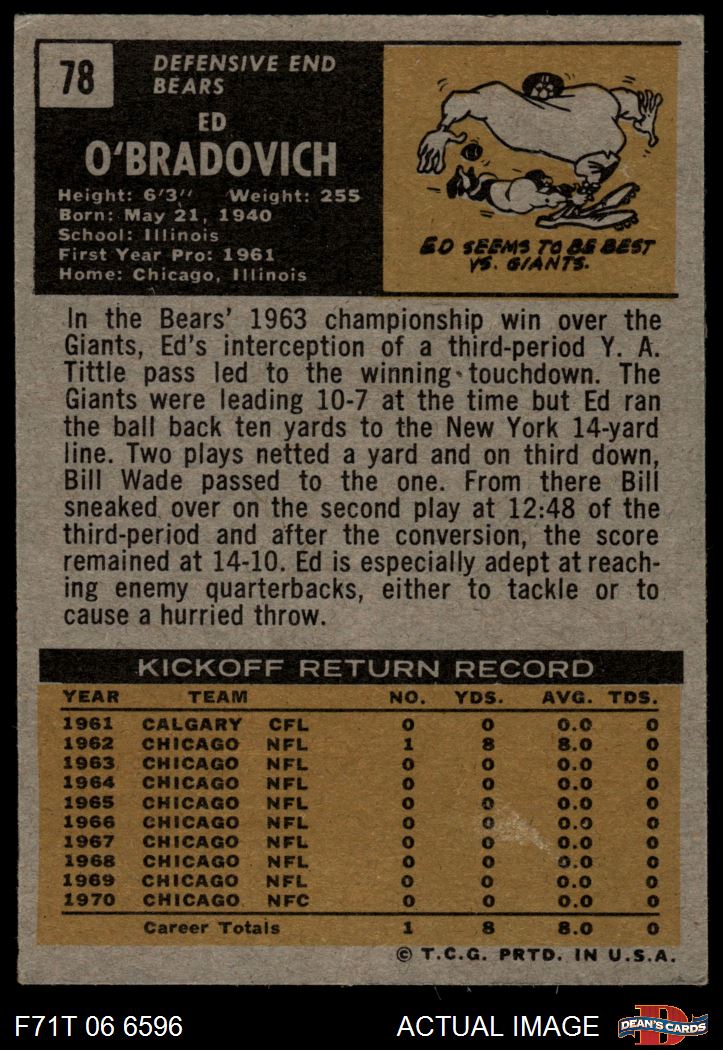 78
DEFENSIVE END
BEARS
ED
O'BRADOVICH
Height: 6'3" Weight: 255
Born: May 21, 1940
School: Illinois
First Year Pro: 1961
Home: Chicago, Illinois
ED SEEMS TO BE BEST
VS. GIANTS.
In the Bears' 1963 championship win over the
Giants, Ed's interception of a third-period Y. A.
Tittle pass led to the winning touchdown. The
Giants were leading 10-7 at the time but Ed ran
the ball back ten yards to the New York 14-yard
line. Two plays netted a yard and on third down,
Bill Wade passed to the one. From there Bill
sneaked over on the second play at 12:48 of the
third-period and after the conversion, the score
remained at 14-10. Ed is especially adept at reach-
ing enemy quarterbacks, either to tackle or to
cause a hurried throw.
KICKOFF RETURN RECORD
YEAR TEAM NO. YDS. AVG. TDS.
1961 CALGARY CFL 0 0 0.0 0
1962 CHICAGO NFL 1 8 8.0 0
1963 CHICAGO NFL 0 0 0.0 0
1964 CHICAGO NFL 0 0 0.0 0
1965 CHICAGO NFL 0 0 0.0 0
1966 CHICAGO NFL 0 0 0.0 0
1967 CHICAGO NFL 0 0 0.0 0
1968 CHICAGO NFL 0 0 0.0 0
1969 CHICAGO NFL 0 0 0.0 0
1970 CHICAGO NFC 0 0 0.0 0
Career Totals 1 8 8.0 0
© T.C.G. PRTD. IN U.S.A.
F71T 06 6596 ACTUAL IMAGE DEAN'S CARDS